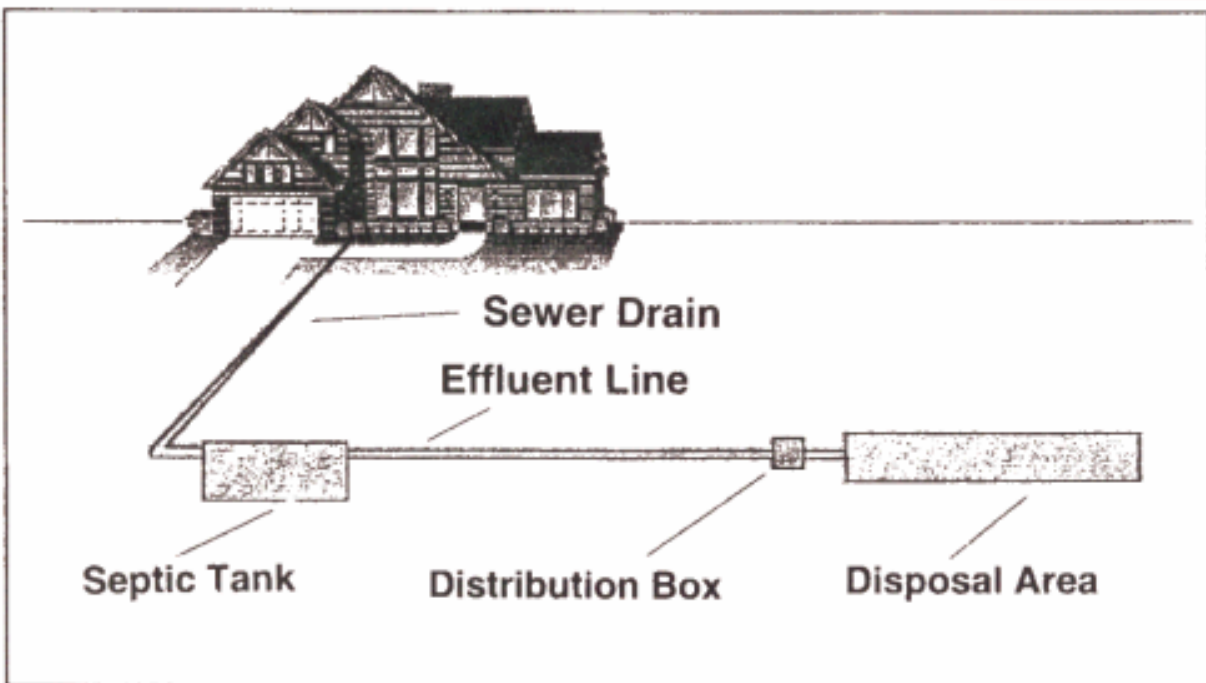 Sewer Drain
Effluent Line
Septic Tank
Distribution Box
Disposal Area